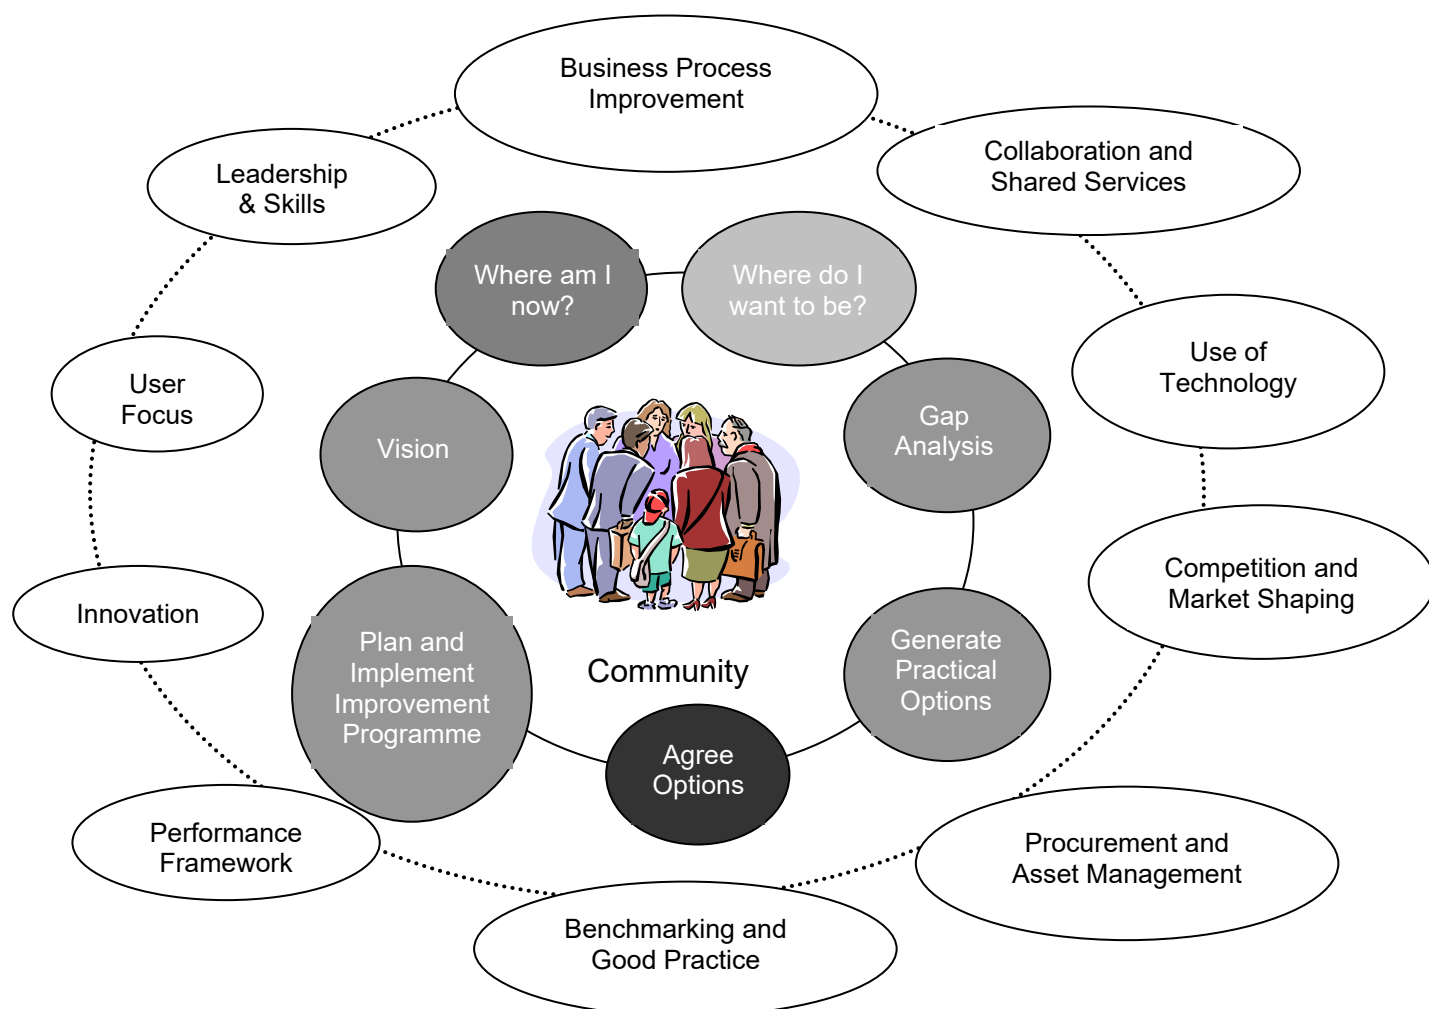 Business Process
Improvement
Collaboration and
Shared Services
Leadership
& Skills
Where am I
now?
Where do I
want to be?
Use of
Technology
User
Focus
Vision
Gap
Analysis
Competition and
Market Shaping
Innovation
Plan and
Implement
Improvement
Programme
Community
Generate
Practical
Options
Agree
Options
Performance
Framework
Procurement and
Asset Management
Benchmarking and
Good Practice